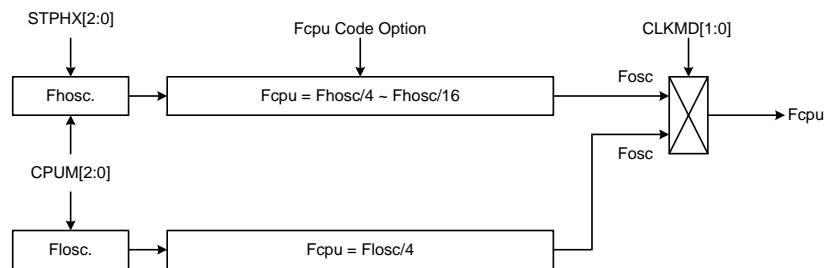 STPHX[2:0]
Fcpu Code Option
CLKMD[1:0]
Fosc
Fhosc.
Fcpu = Fhosc/4 ~ Fhosc/16
Fcpu
Fosc
CPUM[2:0]
Flosc.
Fcpu = Flosc/4